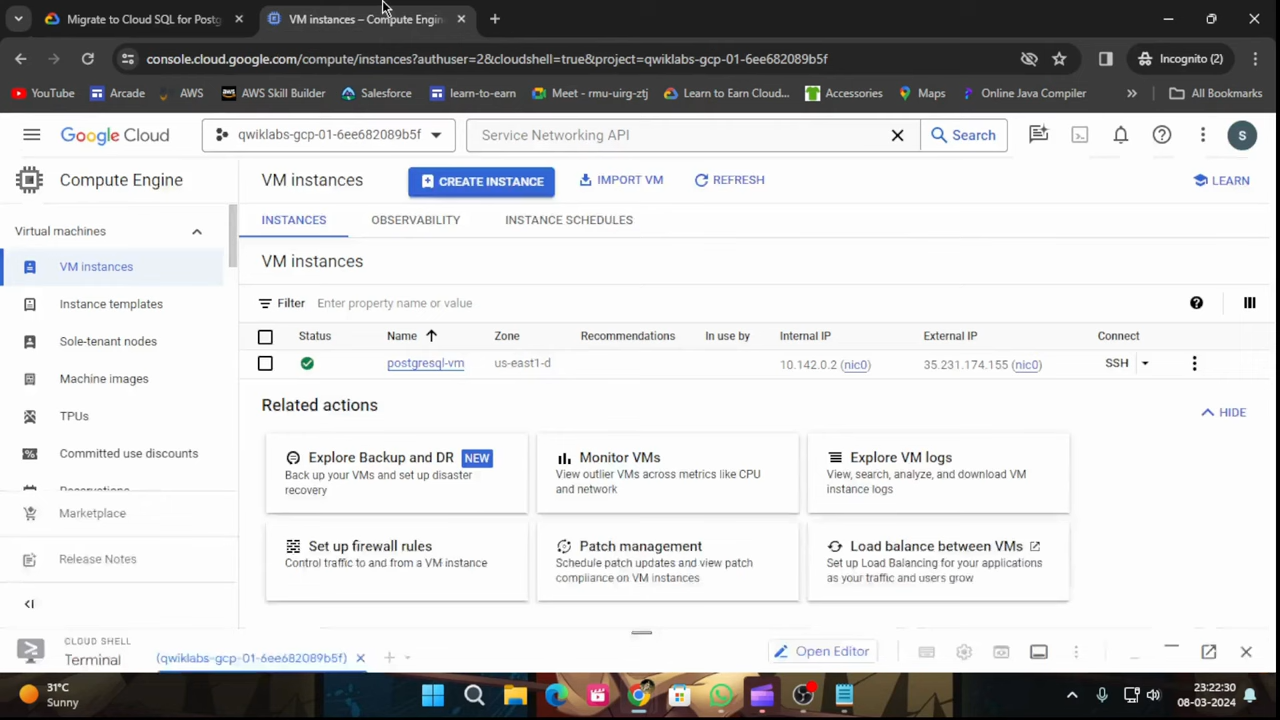 Migrate to Cloud SQL for Postg
VM instances – Compute Engin
console.cloud.google.com/compute/instances?authuser=2&cloudshell=true&project=qwiklabs-gcp-01-6ee682089b5f
Incognito (2)
YouTube Arcade AWS AWS Skill Builder Salesforce learn-to-earn Meet - rmu-uirg-ztj Learn to Earn Cloud... Accessories Maps Online Java Compiler » All Bookmarks
Google Cloud qwiklabs-gcp-01-6ee682089b5f Service Networking API Search S
Compute Engine VM instances CREATE INSTANCE IMPORT VM REFRESH LEARN
INSTANCES OBSERVABILITY INSTANCE SCHEDULES
Virtual machines
VM instances
Instance templates
Sole-tenant nodes
Machine images
TPUs
Committed use discounts
Reservations
Marketplace
Release Notes
VM instances
Filter Enter property name or value
Status Name Zone Recommendations In use by Internal IP External IP Connect
postgresql-vm us-east1-d 10.142.0.2 (nic0) 35.231.174.155 (nic0) SSH
Related actions HIDE
Explore Backup and DR NEW
Back up your VMs and set up disaster
recovery
Monitor VMs
View outlier VMs across metrics like CPU
and network
Explore VM logs
View, search, analyze, and download VM
instance logs
Set up firewall rules
Control traffic to and from a VM instance
Patch management
Schedule patch updates and view patch
compliance on VM instances
Load balance between VMs
Set up Load Balancing for your applications
as your traffic and users grow
CLOUD SHELL
Terminal (qwiklabs-gcp-01-6ee682089b5f) Open Editor
31°C
Sunny
23:22:30
08-03-2024